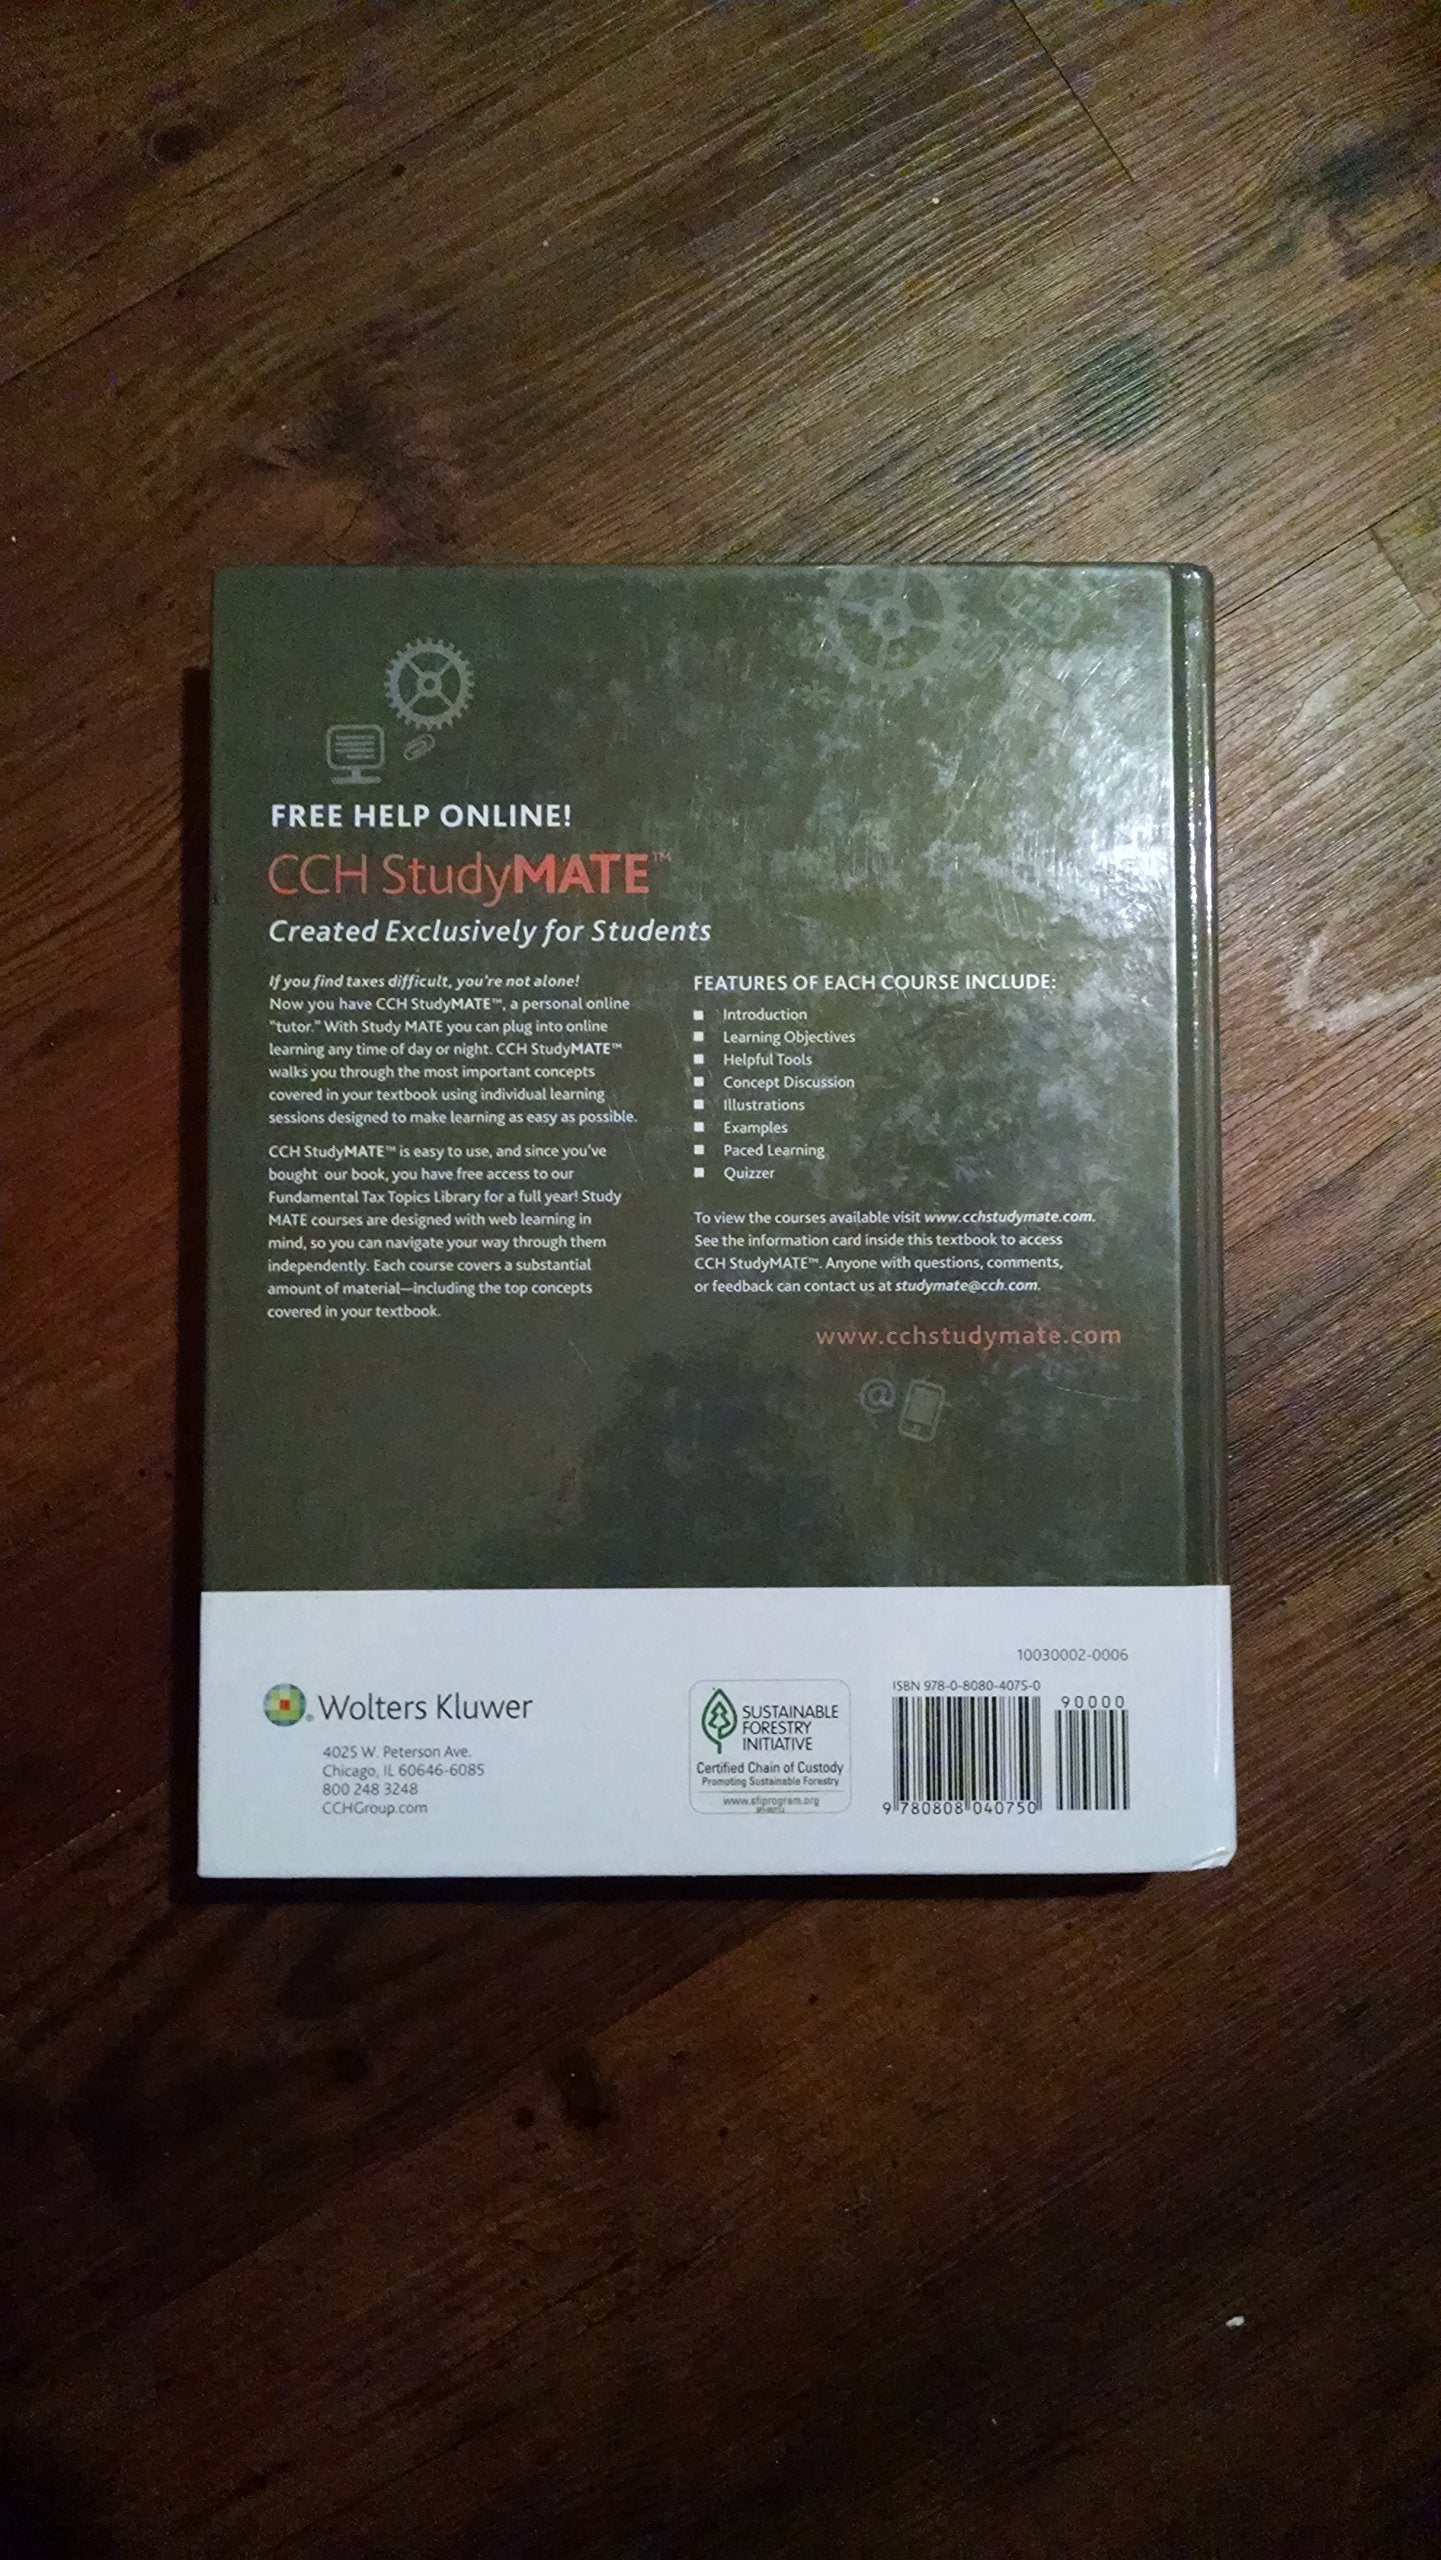 FREE HELP ONLINE!
CCH StudyMATE™
Created Exclusively for Students
If you find taxes difficult, you're not alone!
Now you have CCH StudyMATE™, a personal online
"tutor." With Study MATE you can plug into online
learning any time of day or night. CCH StudyMATE™
walks you through the most important concepts
covered in your textbook using individual learning
sessions designed to make learning as easy as possible.
CCH StudyMATE™ is easy to use, and since you've
bought our book, you have free access to our
Fundamental Tax Topics Library for a full year! Study
MATE courses are designed with web learning in
mind, so you can navigate your way through them
independently. Each course covers a substantial
amount of material—including the top concepts
covered in your textbook.
FEATURES OF EACH COURSE INCLUDE:
Introduction
Learning Objectives
Helpful Tools
Concept Discussion
Illustrations
Examples
Paced Learning
Quizzer
To view the courses available visit www.cchstudymate.com.
See the information card inside this textbook to access
CCH StudyMATE™. Anyone with questions, comments,
or feedback can contact us at studymate@cch.com.
www.cchstudymate.com
@
Wolters Kluwer
4025 W. Peterson Ave.
Chicago, IL 60646-6085
800 248 3248
CCHGroup.com
SUSTAINABLE
FORESTRY
INITIATIVE
Certified Chain of Custody
Promoting Sustainable Forestry
www.sfiprogram.org
10030002-0006
ISBN 978-0-8080-4075-0
90000
9 780808 040750